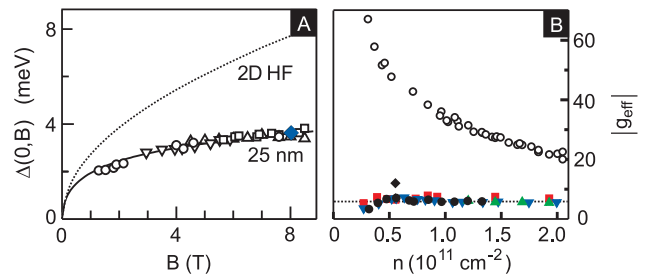 A
8
4
0
Δ(0,B) (meV)
2D HF
25 nm
0
4
8
B (T)
B
60
40
20
0
|g_eff|
0
0.5
1.0
1.5
2.0
n (10^11 cm^-2)